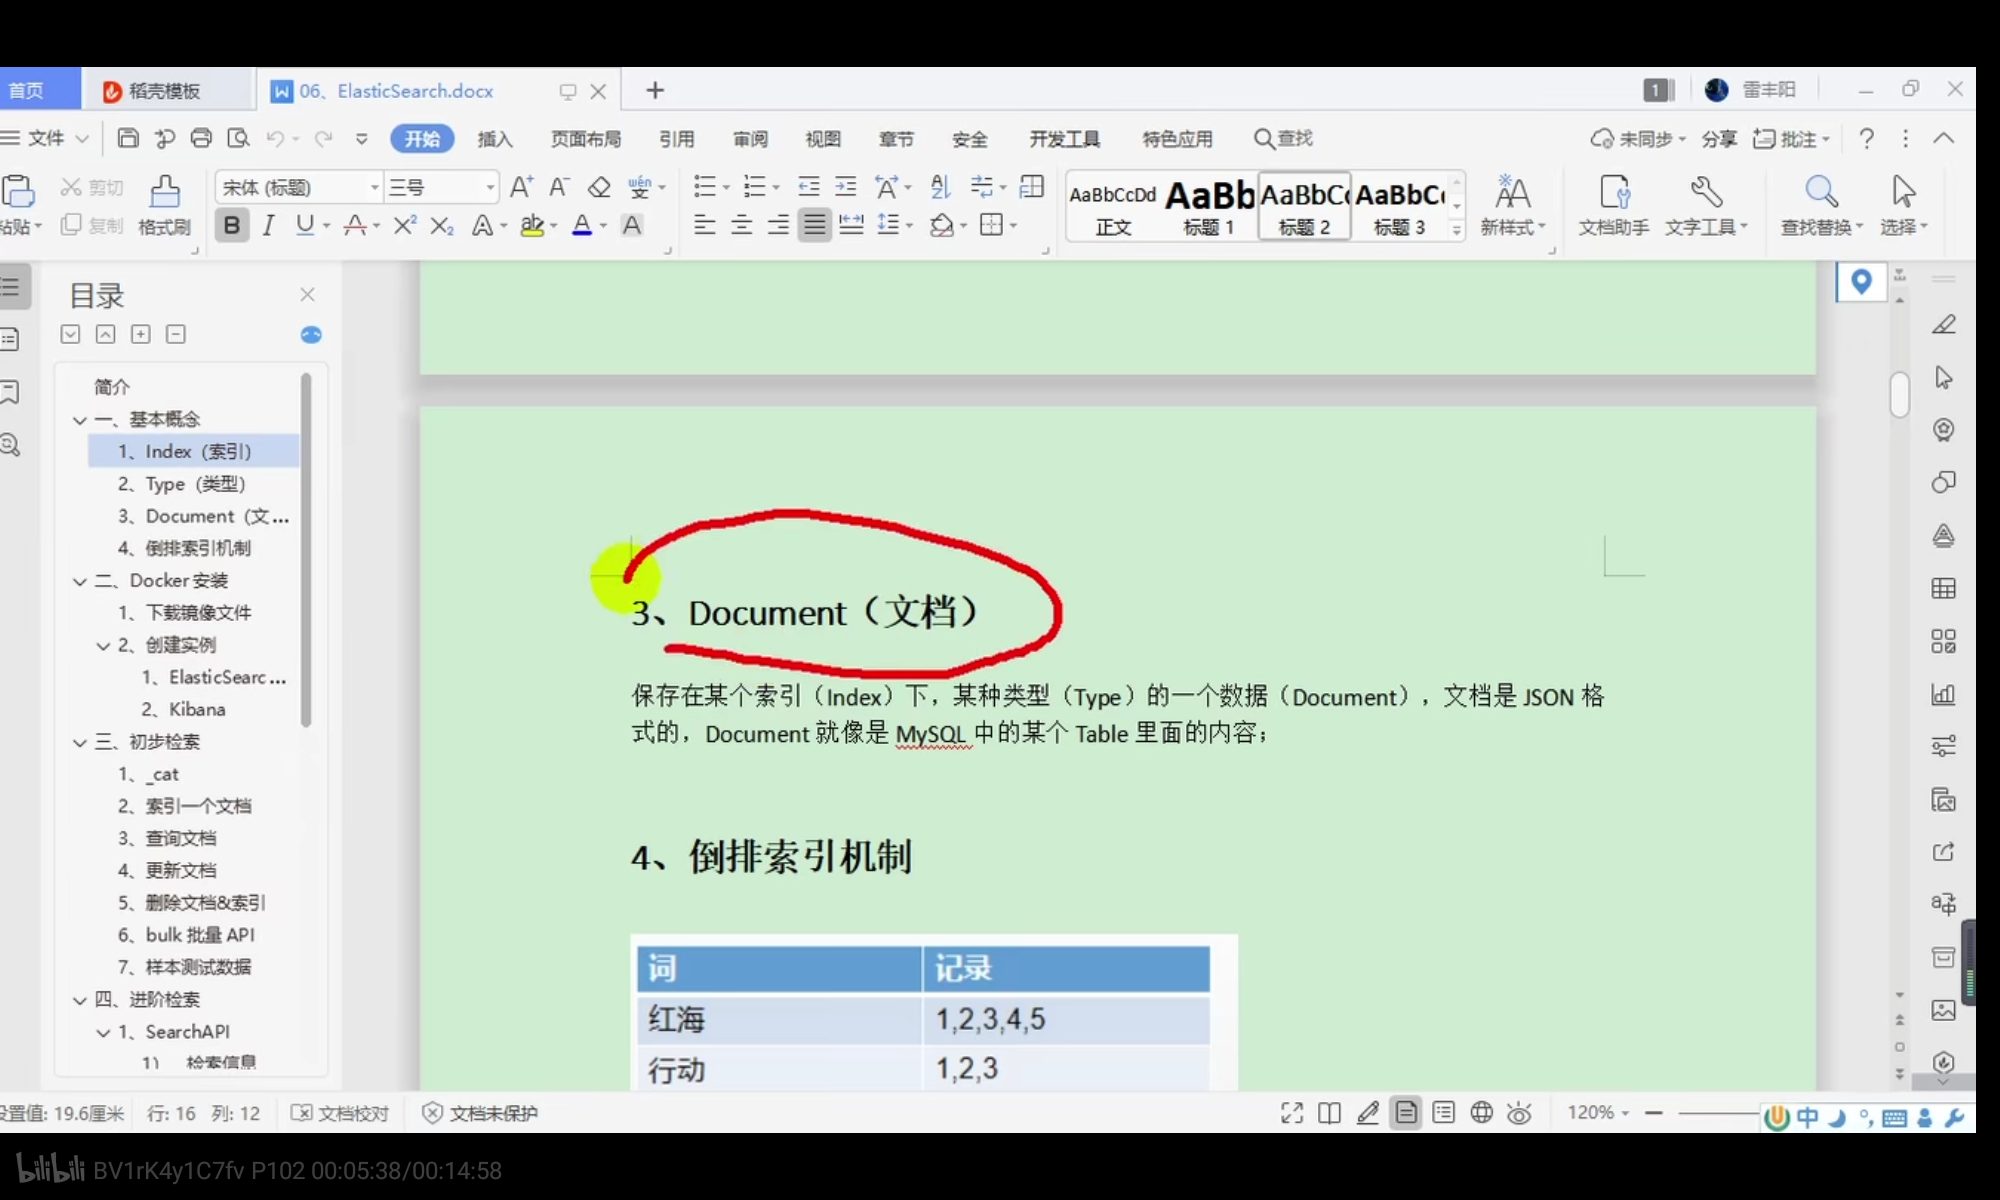 首页
稻壳模板
06、ElasticSearch.docx
1
雷丰阳
文件
开始
插入
页面布局
引用
审阅
视图
章节
安全
开发工具
特色应用
查找
未同步
分享
批注
剪切
复制
格式刷
宋体 (标题)
三号
AaBbCcDd
正文
标题 1
标题 2
标题 3
新样式
文档助手
文字工具
查找替换
选择
目录
简介
一、基本概念
1、Index（索引）
2、Type（类型）
3、Document（文...
4、倒排索引机制
二、Docker 安装
1、下载镜像文件
2、创建实例
1、ElasticSearc...
2、Kibana
三、初步检索
1、_cat
2、索引一个文档
3、查询文档
4、更新文档
5、删除文档&索引
6、bulk 批量 API
7、样本测试数据
四、进阶检索
1、SearchAPI
1） 检索信息
3、Document（文档）
保存在某个索引（Index）下，某种类型（Type）的一个数据（Document），文档是 JSON 格
式的，Document 就像是 MySQL 中的某个 Table 里面的内容；
4、倒排索引机制
词 记录
红海 1,2,3,4,5
行动 1,2,3
设置值: 19.6厘米
行: 16 列: 12
文档校对
文档未保护
120%
中
bilibili BV1rK4y1C7fv P102 00:05:38/00:14:58